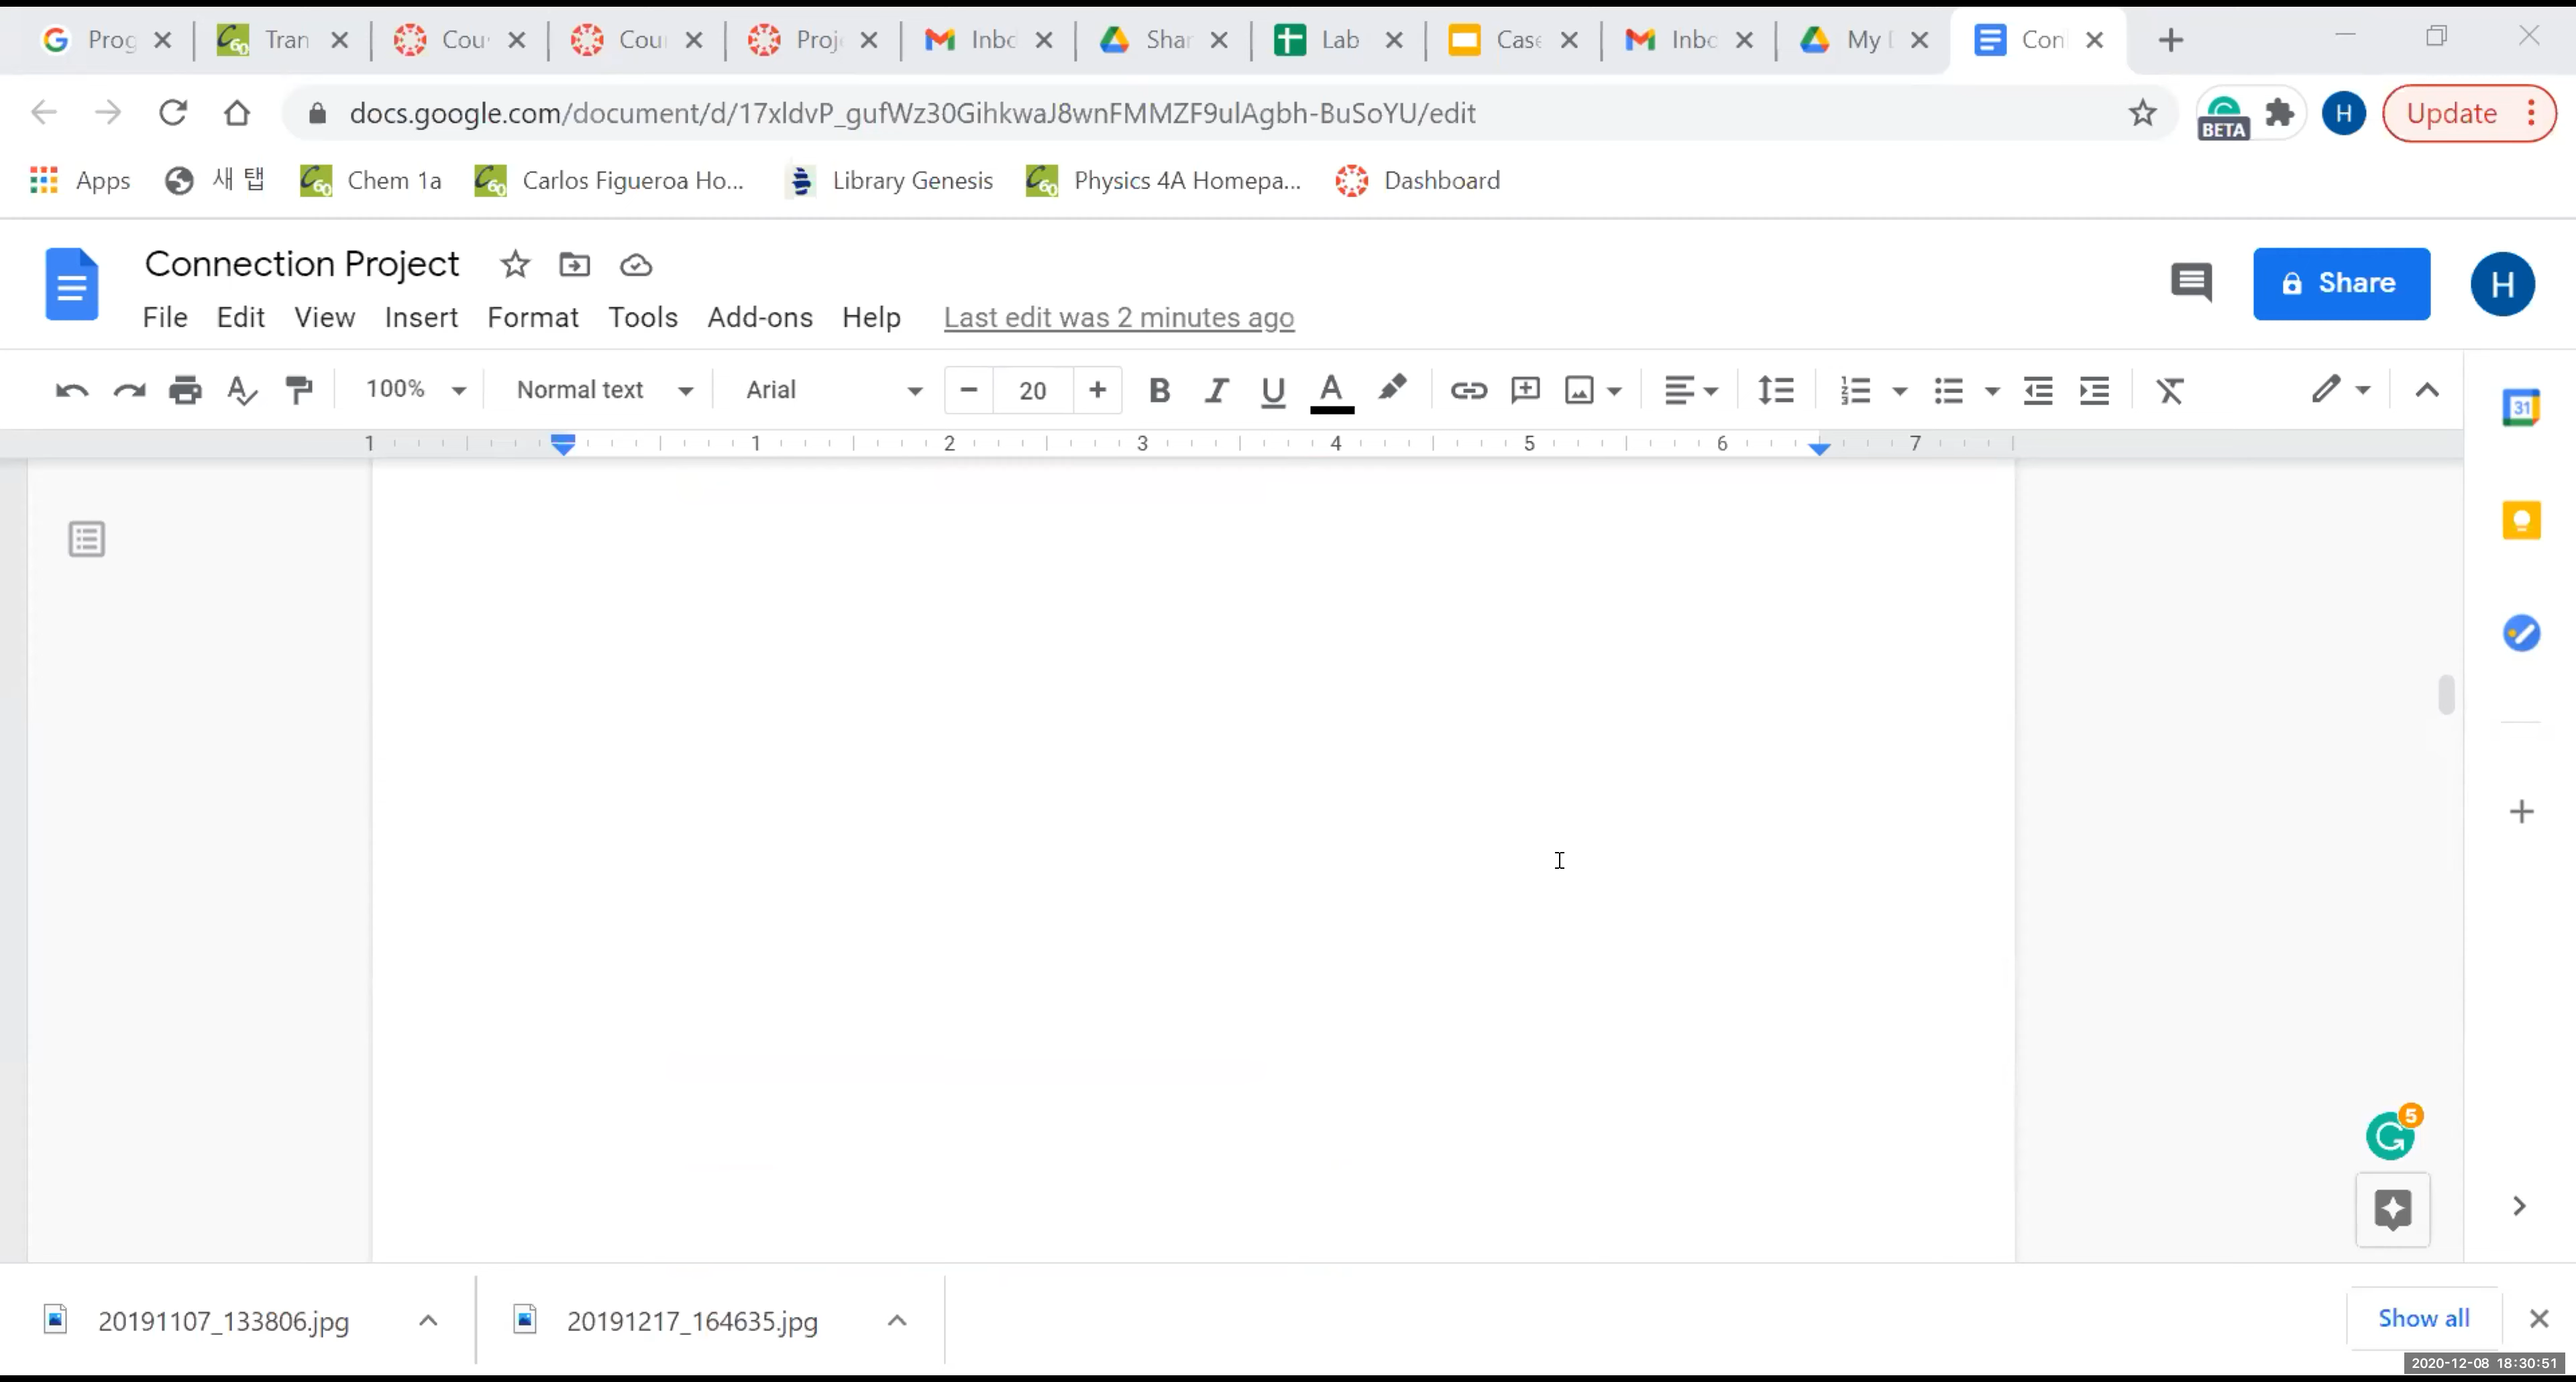 Prog Tran Cou Cou Proj Inbo Shar Lab Case Inbo My Con
docs.google.com/document/d/17xldvP_gufWz30GihkwaJ8wnFMMZF9ulAgbh-BuSoYU/edit BETA H Update
Apps 새 탭 Chem 1a Carlos Figueroa Ho... Library Genesis Physics 4A Homepa... Dashboard
Connection Project
Share H
File Edit View Insert Format Tools Add-ons Help Last edit was 2 minutes ago
100% Normal text Arial 20
1 1 2 3 4 5 6 7
31
5
20191107_133806.jpg 20191217_164635.jpg Show all
2020-12-08 18:30:51